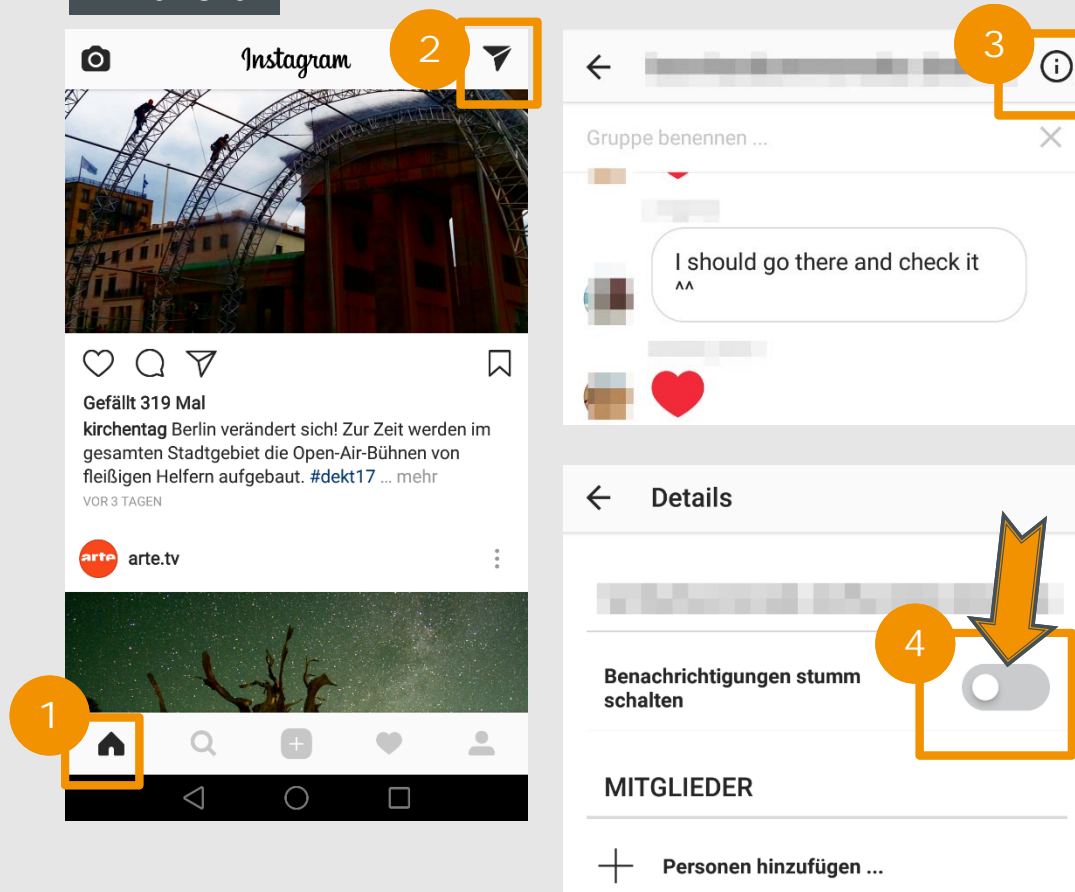 2
Instagram
Gefällt 319 Mal
kirchentag Berlin verändert sich! Zur Zeit werden im
gesamten Stadtgebiet die Open-Air-Bühnen von
fleißigen Helfern aufgebaut. #dekt17 ... mehr
VOR 3 TAGEN
arte
arte.tv
1
3
Gruppe benennen ...
I should go there and check it
^^
Details
4
Benachrichtigungen stumm
schalten
MITGLIEDER
Personen hinzufügen ...